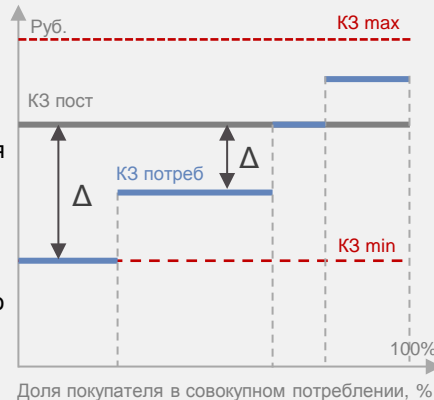 Руб.
КЗ max
КЗ пост
я
Δ
КЗ потреб
Δ
КЗ min
о
100%
Доля покупателя в совокупном потреблении, %